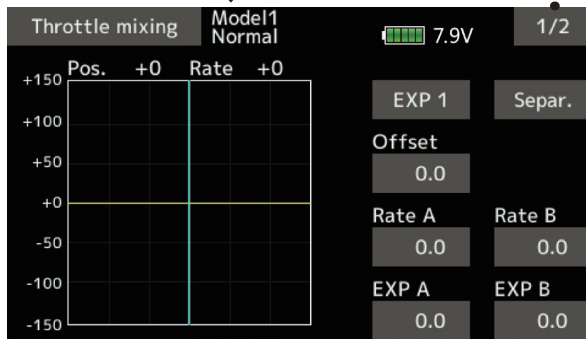 Throttle mixing
Model1
Normal
7.9V
1/2
Pos. +0 Rate +0
+150
+100
+50
+0
-50
-100
-150
EXP 1
Separ.
Offset
0.0
Rate A
Rate B
0.0
0.0
EXP A
EXP B
0.0
0.0